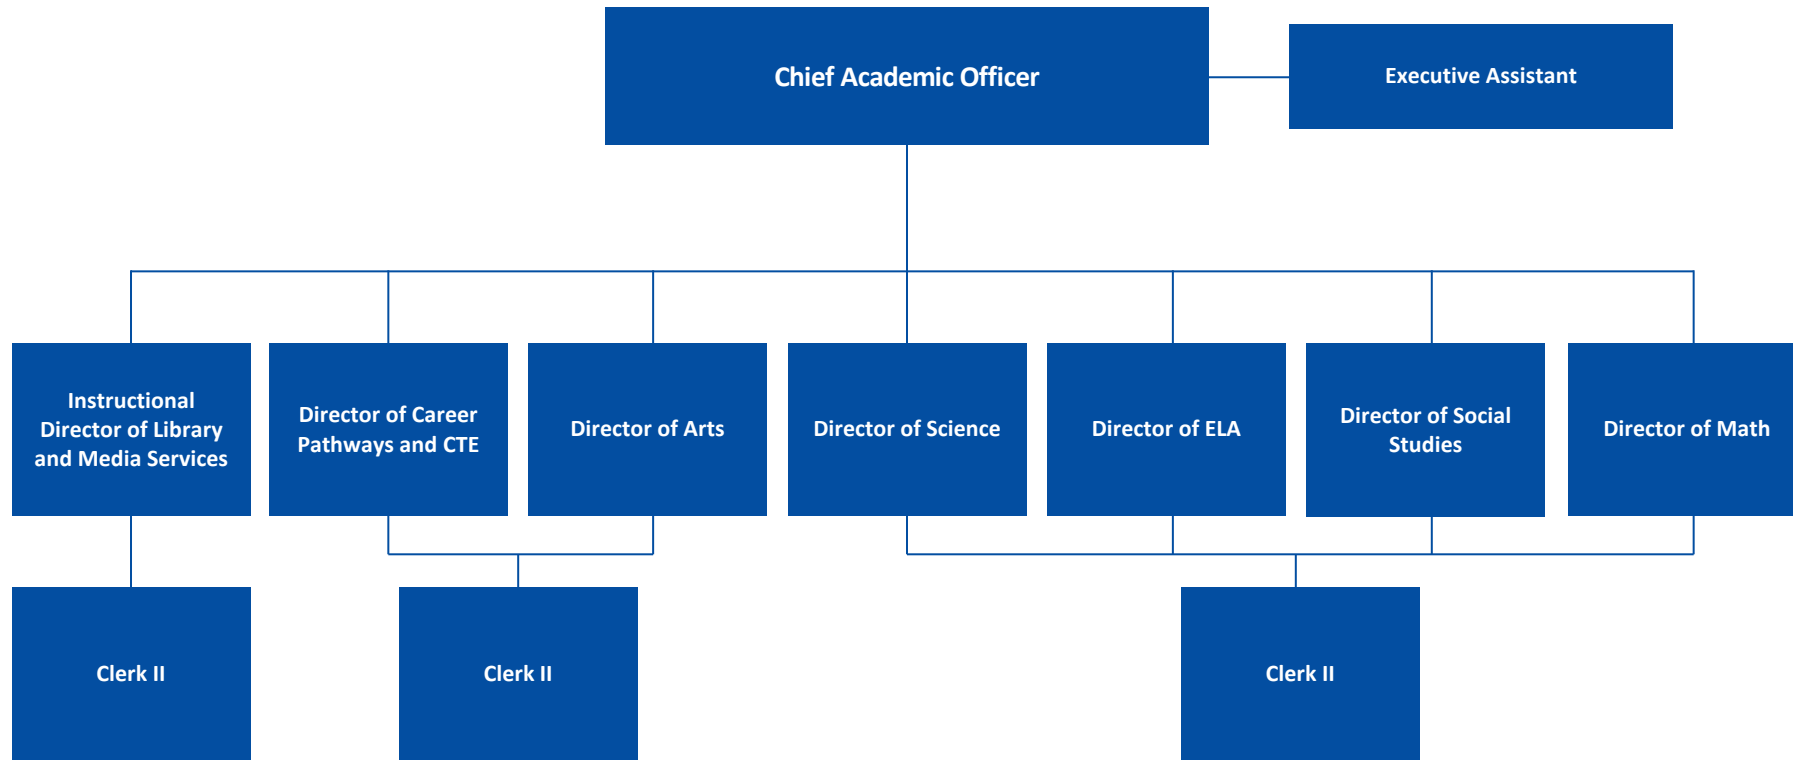 Chief Academic Officer
Executive Assistant
Instructional
Director of Library
and Media Services
Director of Career
Pathways and CTE
Director of Arts
Director of Science
Director of ELA
Director of Social
Studies
Director of Math
Clerk II
Clerk II
Clerk II